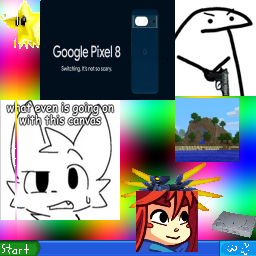 Google Pixel 8
Switching. It's not so scary.
what even is going on
with this canvas
Start